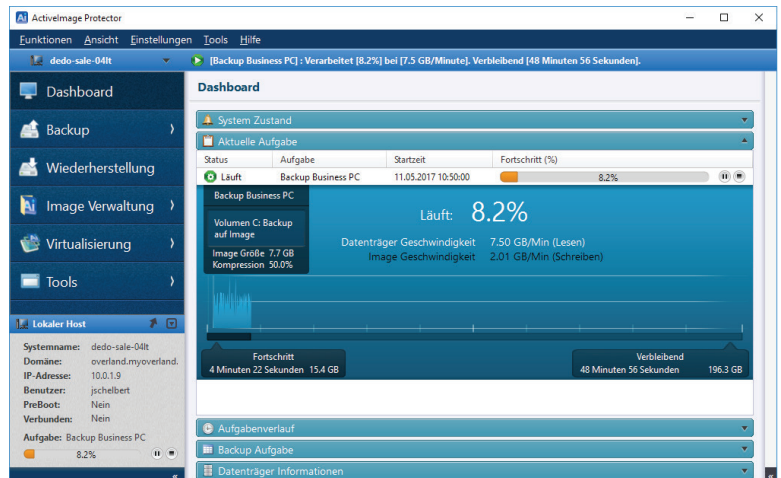 ActiveImage Protector
Funktionen Ansicht Einstellungen Tools Hilfe
dedo-sale-04lt
[Backup Business PC] : Verarbeitet [8.2%] bei [7.5 GB/Minute]. Verbleibend [48 Minuten 56 Sekunden].
Dashboard
Backup
Wiederherstellung
Image Verwaltung
Virtualisierung
Tools
Lokaler Host
Systemname: dedo-sale-04lt
Domäne: overland.myoverland.
IP-Adresse: 10.0.1.9
Benutzer: jschelbert
PreBoot: Nein
Verbunden: Nein
Aufgabe: Backup Business PC
8.2%
Dashboard
System Zustand
Aktuelle Aufgabe
Status Aufgabe Startzeit Fortschritt (%)
Läuft Backup Business PC 11.05.2017 10:50:00 8.2%
Backup Business PC
Volumen C: Backup
auf Image
Image Größe 7.7 GB
Kompression 50.0%
Läuft: 8.2%
Datenträger Geschwindigkeit 7.50 GB/Min (Lesen)
Image Geschwindigkeit 2.01 GB/Min (Schreiben)
Fortschritt
4 Minuten 22 Sekunden 15.4 GB
Verbleibend
48 Minuten 56 Sekunden 196.3 GB
Aufgabenverlauf
Backup Aufgabe
Datenträger Informationen